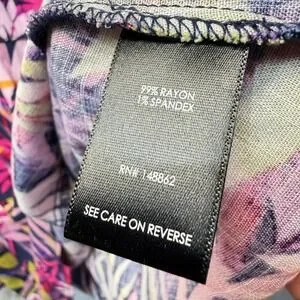 99% RAYON
1% SPANDEX
RN# 148862
SEE CARE ON REVERSE